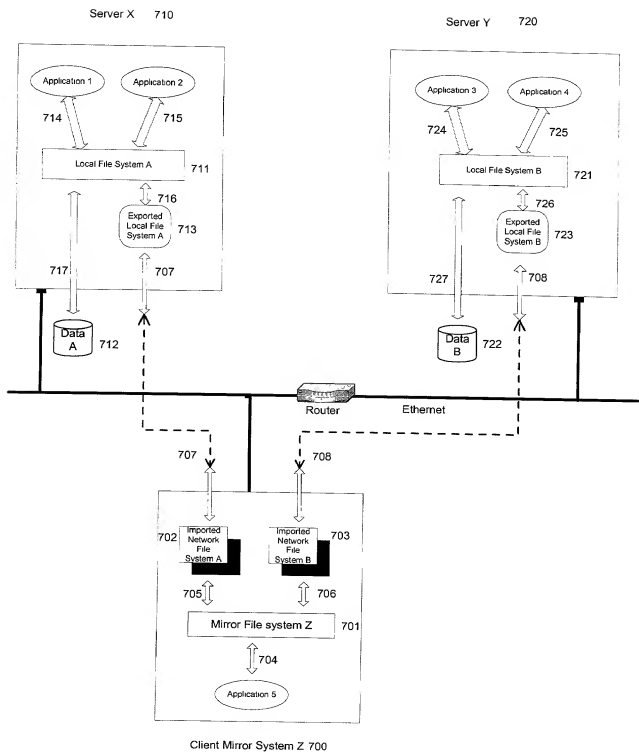 Server X 710
Server Y 720
Application 1
Application 2
714
715
Local File System A
711
716
Exported
Local File
System A
713
717
707
Data
A
712
Application 3
Application 4
724
725
Local File System B
721
726
Exported
Local File
System B
723
727
708
Data
B
722
Router
Ethernet
707
708
702
Imported
Network
File
System A
Imported
Network
File
System B
703
705
706
Mirror File system Z
701
704
Application 5
Client Mirror System Z 700